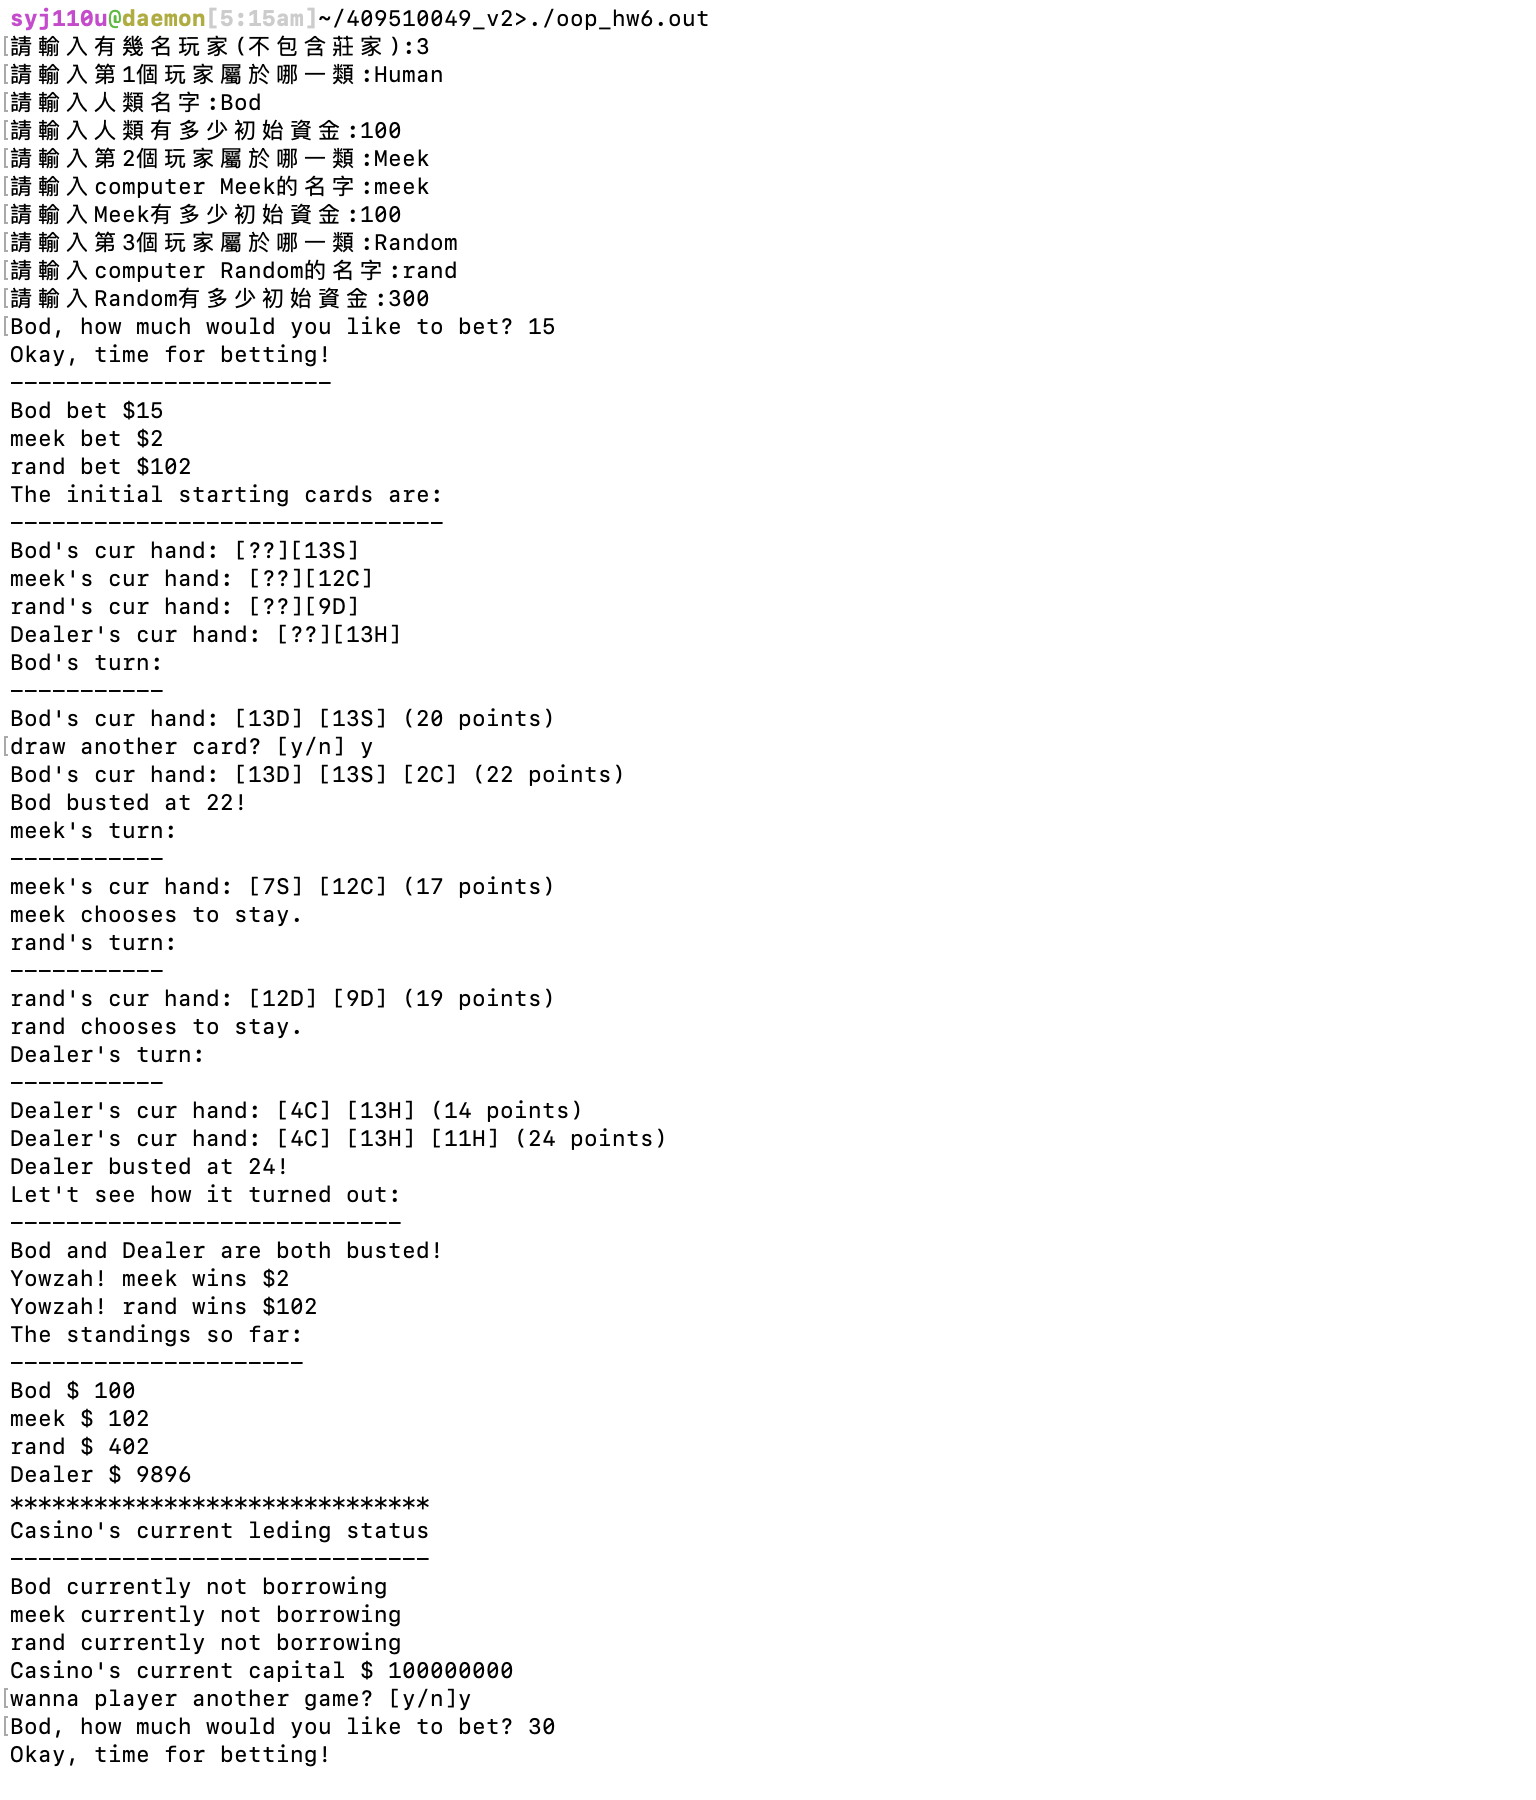 syj110u@daemon[5:15am]~/409510049_v2>./oop_hw6.out
[請輸入有幾名玩家(不包含莊家):3
[請輸入第1個玩家屬於哪一類:Human
[請輸入人類名字:Bod
[請輸入人類有多少初始資金:100
[請輸入第2個玩家屬於哪一類:Meek
[請輸入computer Meek的名字:meek
[請輸入Meek有多少初始資金:100
[請輸入第3個玩家屬於哪一類:Random
[請輸入computer Random的名字:rand
[請輸入Random有多少初始資金:300
[Bod, how much would you like to bet? 15
Okay, time for betting!
-----------------------
Bod bet $15
meek bet $2
rand bet $102
The initial starting cards are:
-------------------------------
Bod's cur hand: [??][13S]
meek's cur hand: [??][12C]
rand's cur hand: [??][9D]
Dealer's cur hand: [??][13H]
Bod's turn:
-----------
Bod's cur hand: [13D] [13S] (20 points)
[draw another card? [y/n] y
Bod's cur hand: [13D] [13S] [2C] (22 points)
Bod busted at 22!
meek's turn:
-----------
meek's cur hand: [7S] [12C] (17 points)
meek chooses to stay.
rand's turn:
-----------
rand's cur hand: [12D] [9D] (19 points)
rand chooses to stay.
Dealer's turn:
-----------
Dealer's cur hand: [4C] [13H] (14 points)
Dealer's cur hand: [4C] [13H] [11H] (24 points)
Dealer busted at 24!
Let't see how it turned out:
----------------------------
Bod and Dealer are both busted!
Yowzah! meek wins $2
Yowzah! rand wins $102
The standings so far:
---------------------
Bod $ 100
meek $ 102
rand $ 402
Dealer $ 9896
******************************
Casino's current leding status
------------------------------
Bod currently not borrowing
meek currently not borrowing
rand currently not borrowing
Casino's current capital $ 100000000
[wanna player another game? [y/n]y
[Bod, how much would you like to bet? 30
Okay, time for betting!